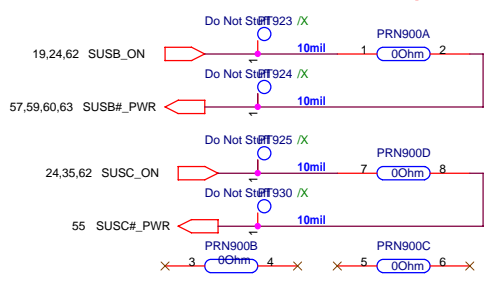 Do Not Stuff PT923 /X
PRN900A
19,24,62 SUSB_ON 10mil 1 0Ohm 2
1
Do Not Stuff PT924 /X
57,59,60,63 SUSB#_PWR 10mil
1
Do Not Stuff PT925 /X
PRN900D
24,35,62 SUSC_ON 10mil 7 0Ohm 8
1
Do Not Stuff PT930 /X
55 SUSC#_PWR 10mil
1
PRN900B PRN900C
3 0Ohm 4 5 0Ohm 6